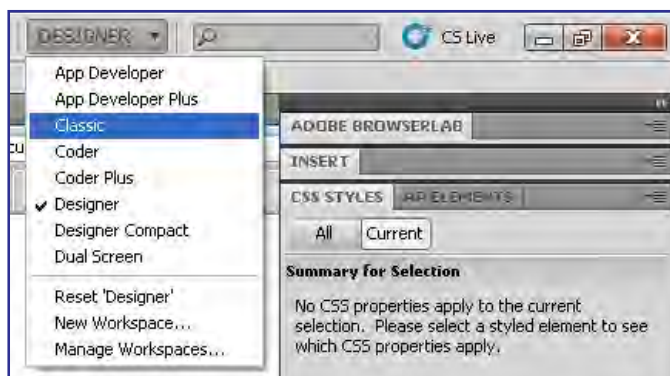 DESIGNER
CS Live
App Developer
App Developer Plus
Classic
Coder
Coder Plus
Designer
Designer Compact
Dual Screen
Reset 'Designer'
New Workspace...
Manage Workspaces...
cu
ADOBE BROWSERLAB
INSERT
CSS STYLES
AP ELEMENTS
All
Current
Summary for Selection
No CSS properties apply to the current
selection. Please select a styled element to see
which CSS properties apply.